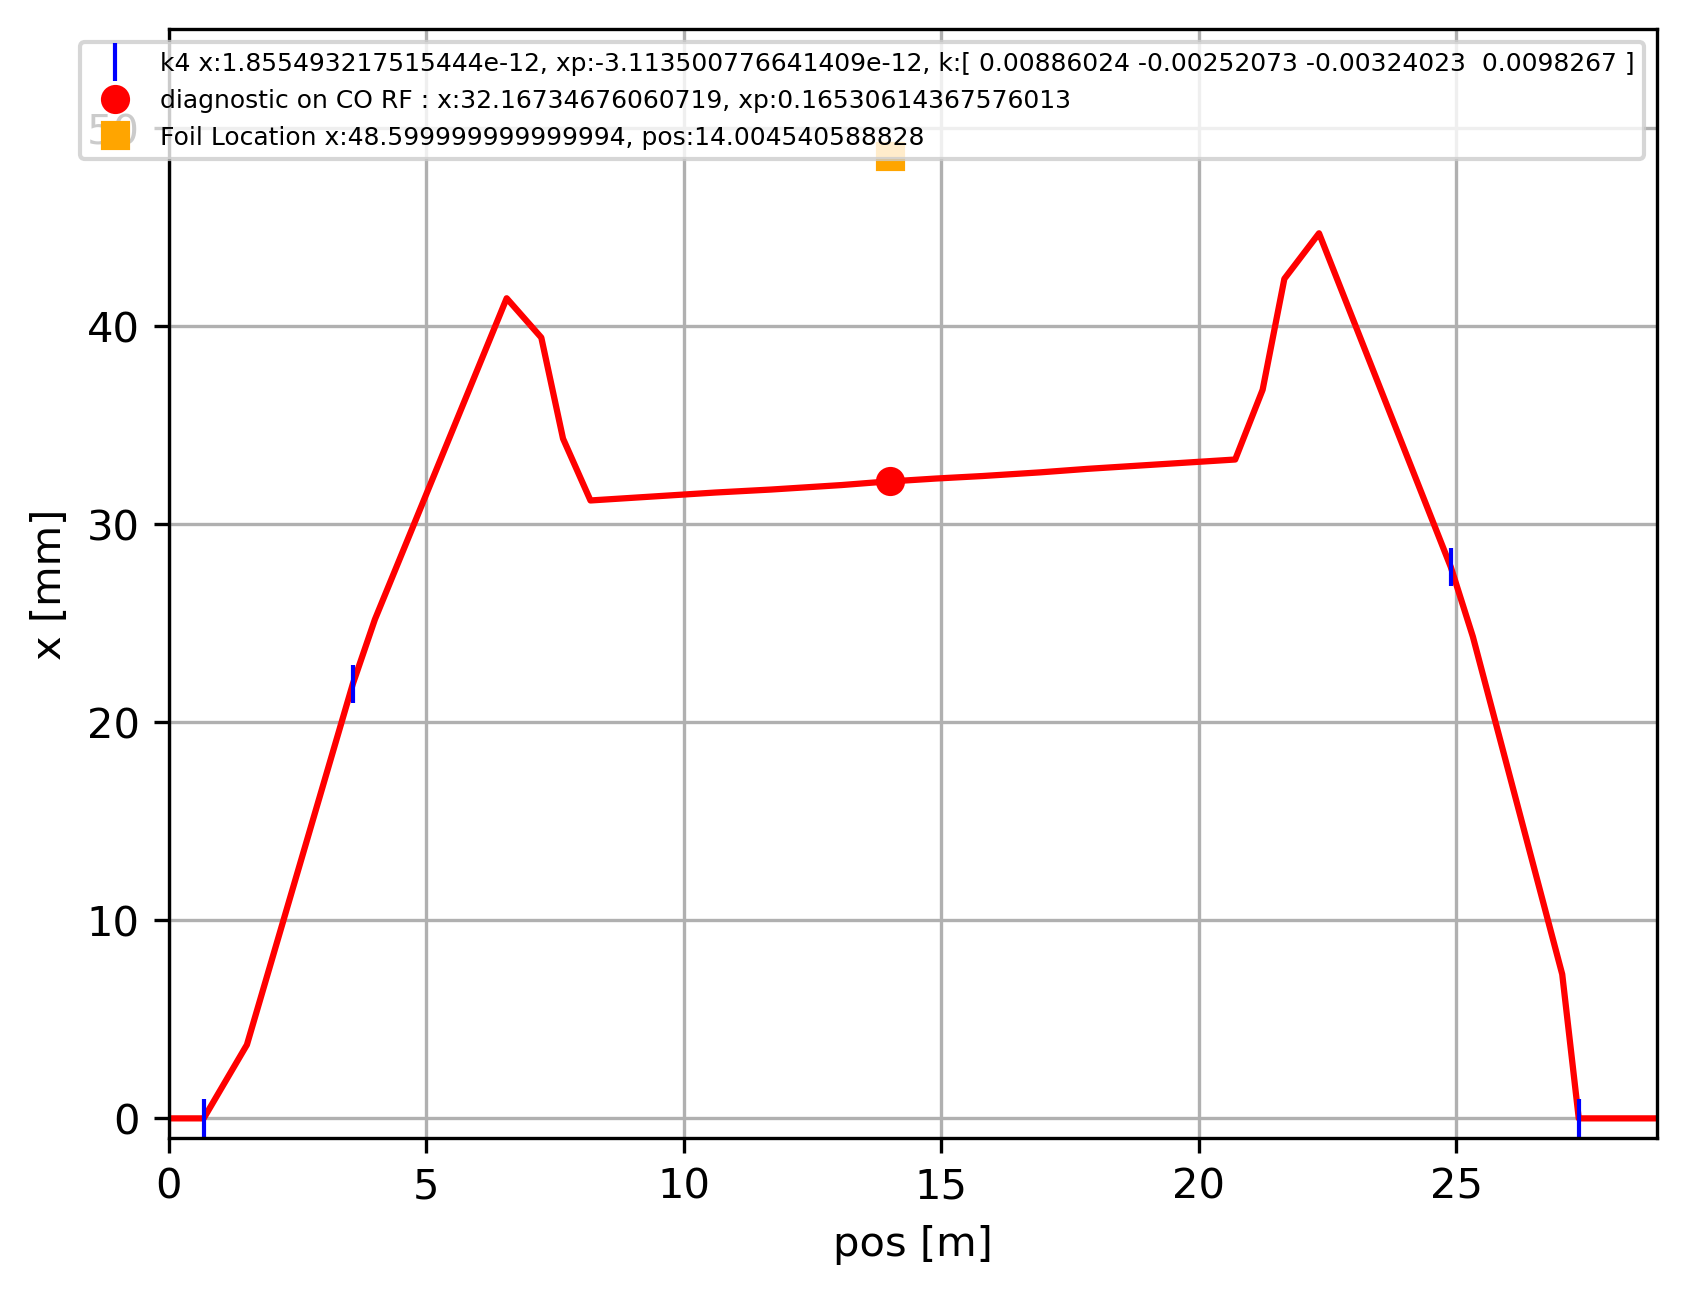 k4 x:1.855493217515444e-12, xp:-3.113500776641409e-12, k:[ 0.00886024 -0.00252073 -0.00324023  0.0098267 ]
diagnostic on CO RF : x:32.16734676060719, xp:0.16530614367576013
Foil Location x:48.599999999999994, pos:14.004540588828
50
40
30
20
10
0
x [mm]
0 5 10 15 20 25
pos [m]